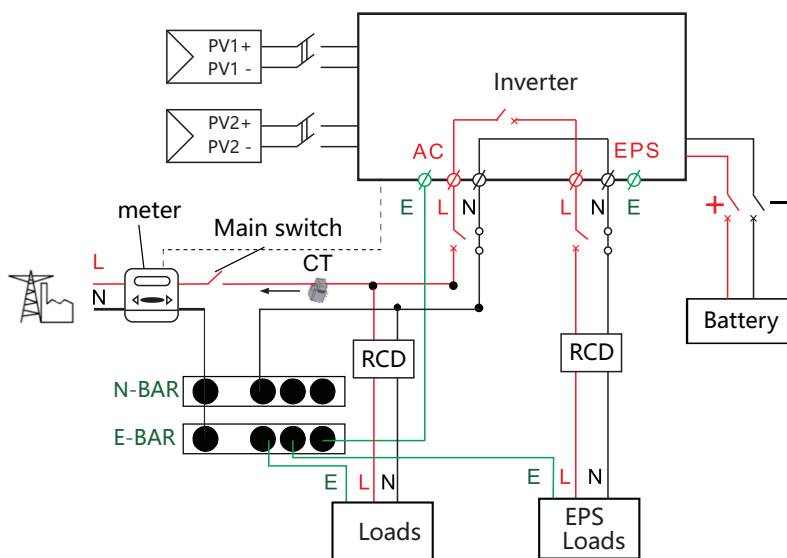 PV1+
PV1 -
PV2+
PV2 -
Inverter
AC
EPS
E
L
N
L
N
E
meter
Main switch
CT
L
N
+
−
Battery
RCD
RCD
N-BAR
E-BAR
E
L
N
E
L
N
Loads
EPS
Loads